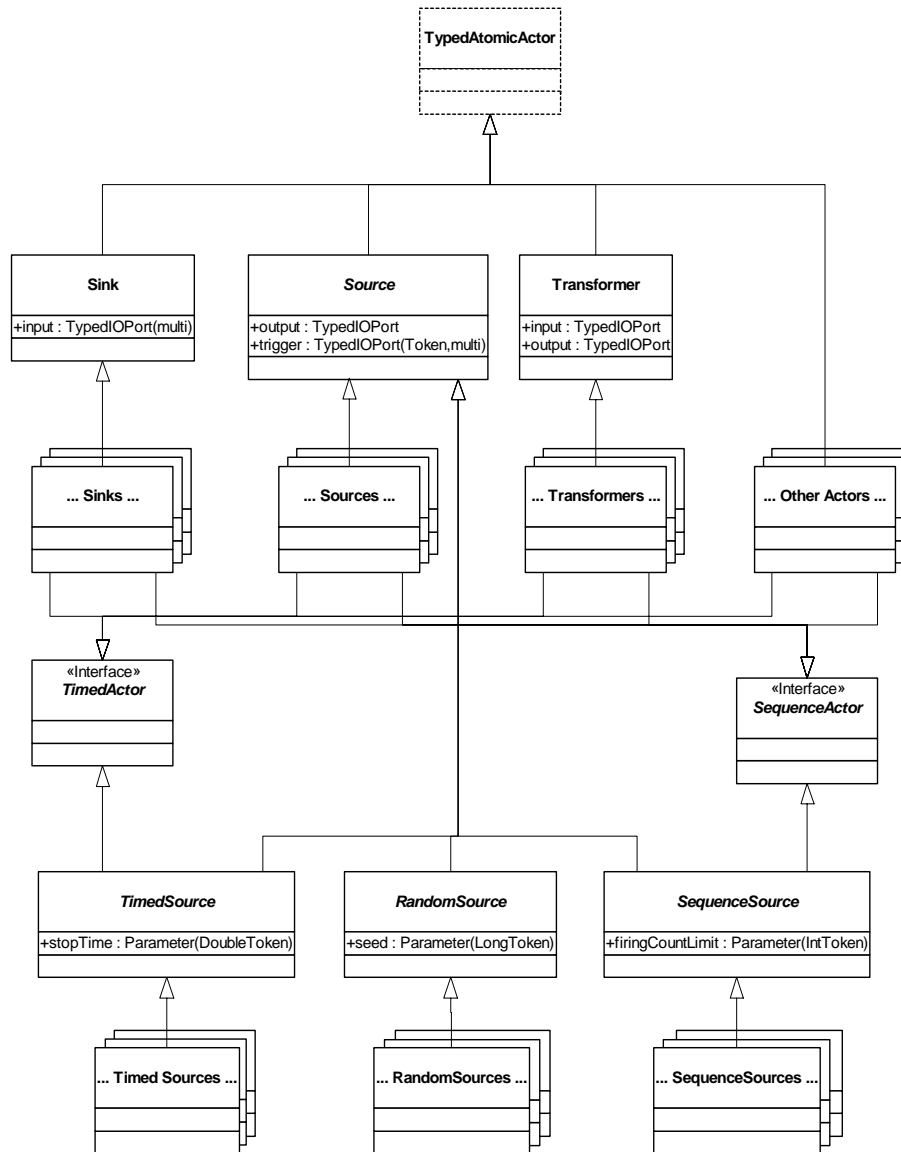 TypedAtomicActor
Sink
+input : TypedIOPort(multi)
Source
+output : TypedIOPort
+trigger : TypedIOPort(Token,multi)
Transformer
+input : TypedIOPort
+output : TypedIOPort
... Sinks ...
... Sources ...
... Transformers ...
... Other Actors ...
«Interface»
TimedActor
«Interface»
SequenceActor
TimedSource
+stopTime : Parameter(DoubleToken)
RandomSource
+seed : Parameter(LongToken)
SequenceSource
+firingCountLimit : Parameter(IntToken)
... Timed Sources ...
... RandomSources ...
... SequenceSources ...